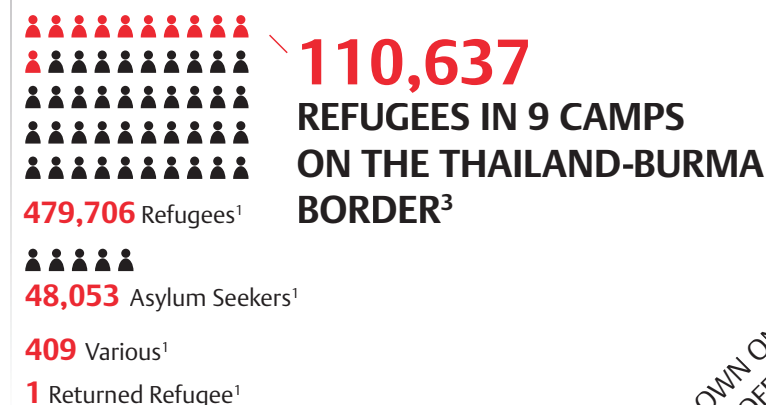 110,637
REFUGEES IN 9 CAMPS
ON THE THAILAND-BURMA
BORDER³
479,706 Refugees¹
48,053 Asylum Seekers¹
409 Various¹
1 Returned Refugee¹